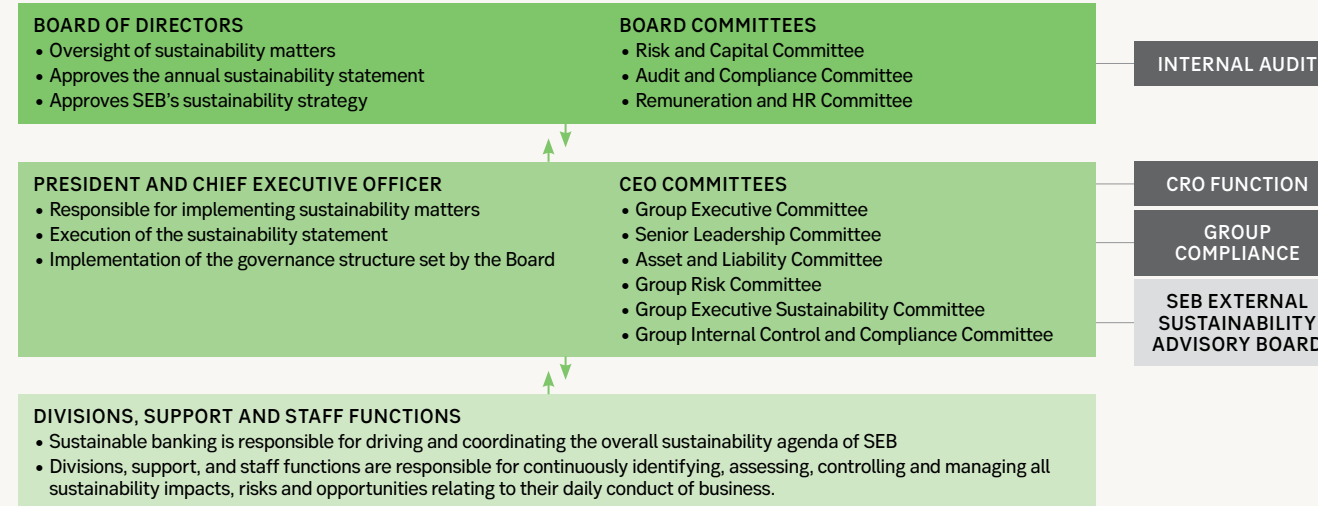 BOARD OF DIRECTORS
• Oversight of sustainability matters
• Approves the annual sustainability statement
• Approves SEB's sustainability strategy
BOARD COMMITTEES
• Risk and Capital Committee
• Audit and Compliance Committee
• Remuneration and HR Committee
INTERNAL AUDIT
PRESIDENT AND CHIEF EXECUTIVE OFFICER
• Responsible for implementing sustainability matters
• Execution of the sustainability statement
• Implementation of the governance structure set by the Board
CEO COMMITTEES
• Group Executive Committee
• Senior Leadership Committee
• Asset and Liability Committee
• Group Risk Committee
• Group Executive Sustainability Committee
• Group Internal Control and Compliance Committee
CRO FUNCTION
GROUP
COMPLIANCE
SEB EXTERNAL
SUSTAINABILITY
ADVISORY BOARD
DIVISIONS, SUPPORT AND STAFF FUNCTIONS
• Sustainable banking is responsible for driving and coordinating the overall sustainability agenda of SEB
• Divisions, support, and staff functions are responsible for continuously identifying, assessing, controlling and managing all
sustainability impacts, risks and opportunities relating to their daily conduct of business.